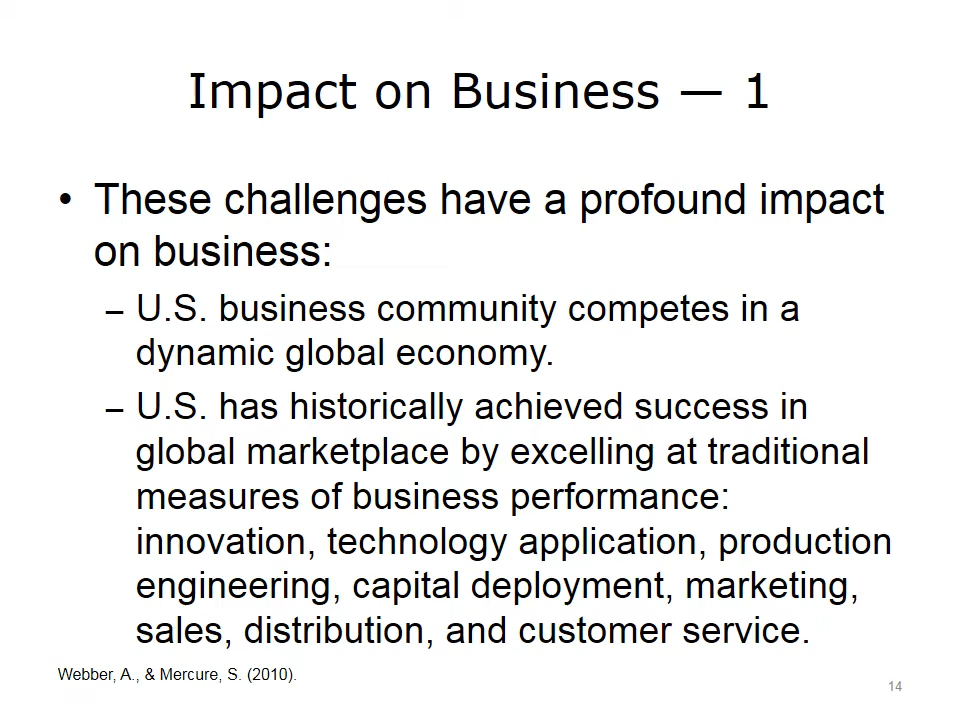 Impact on Business — 1
• These challenges have a profound impact
on business:
– U.S. business community competes in a
dynamic global economy.
– U.S. has historically achieved success in
global marketplace by excelling at traditional
measures of business performance:
innovation, technology application, production
engineering, capital deployment, marketing,
sales, distribution, and customer service.
Webber, A., & Mercure, S. (2010).
14